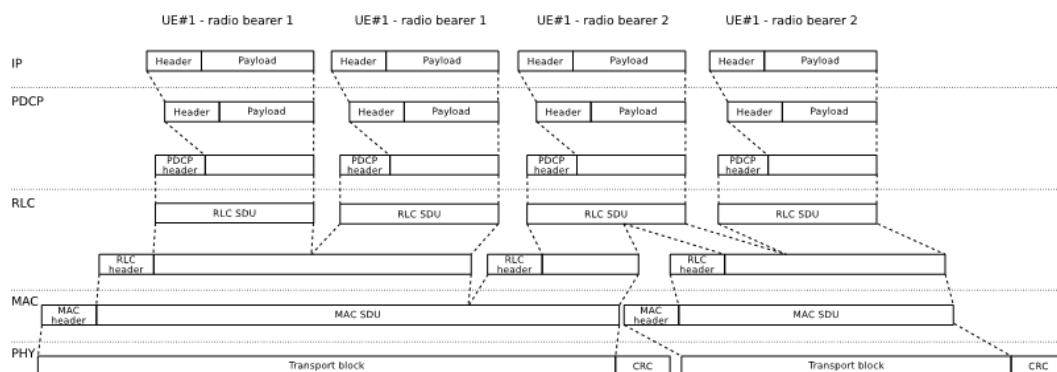 UE#1 - radio bearer 1 UE#1 - radio bearer 1 UE#1 - radio bearer 2 UE#1 - radio bearer 2
IP
Header Payload Header Payload Header Payload Header Payload
PDCP
Header Payload Header Payload Header Payload Header Payload
PDCP header PDCP header PDCP header PDCP header
RLC
RLC SDU RLC SDU RLC SDU RLC SDU
RLC header RLC header RLC header
MAC
MAC header MAC SDU MAC header MAC SDU
PHY
Transport block CRC Transport block CRC